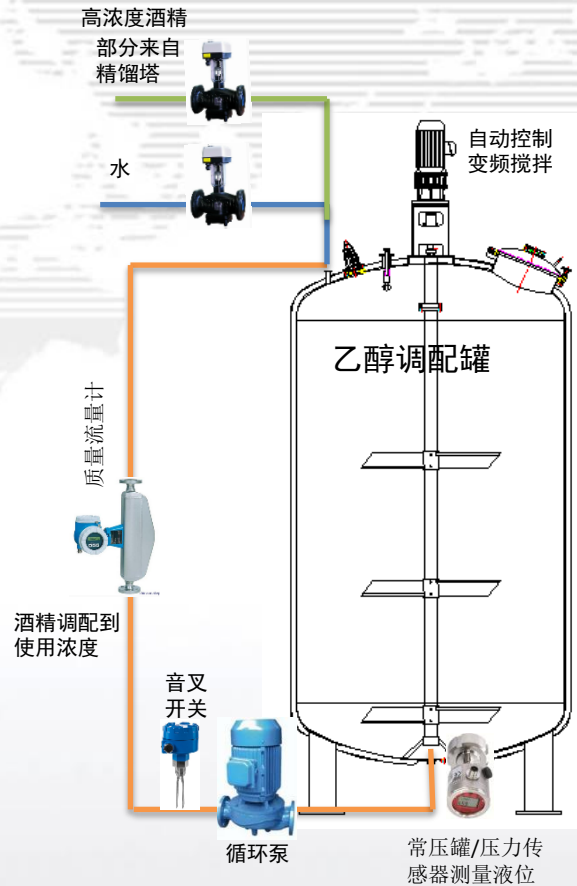 高浓度酒精
部分来自
精馏塔
水
自动控制
变频搅拌
乙醇调配罐
质量流量计
酒精调配到
使用浓度
音叉
开关
循环泵
常压罐/压力传
感器测量液位